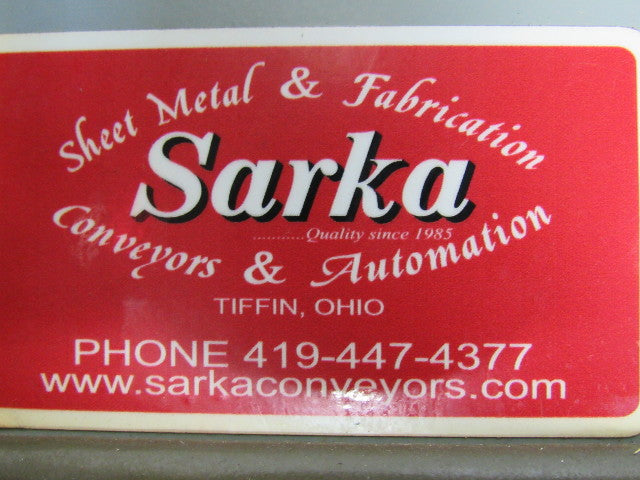 Sheet Metal & Fabrication
Sarka
...........Quality since 1985
Conveyors & Automation
TIFFIN, OHIO
PHONE 419-447-4377
www.sarkaconveyors.com